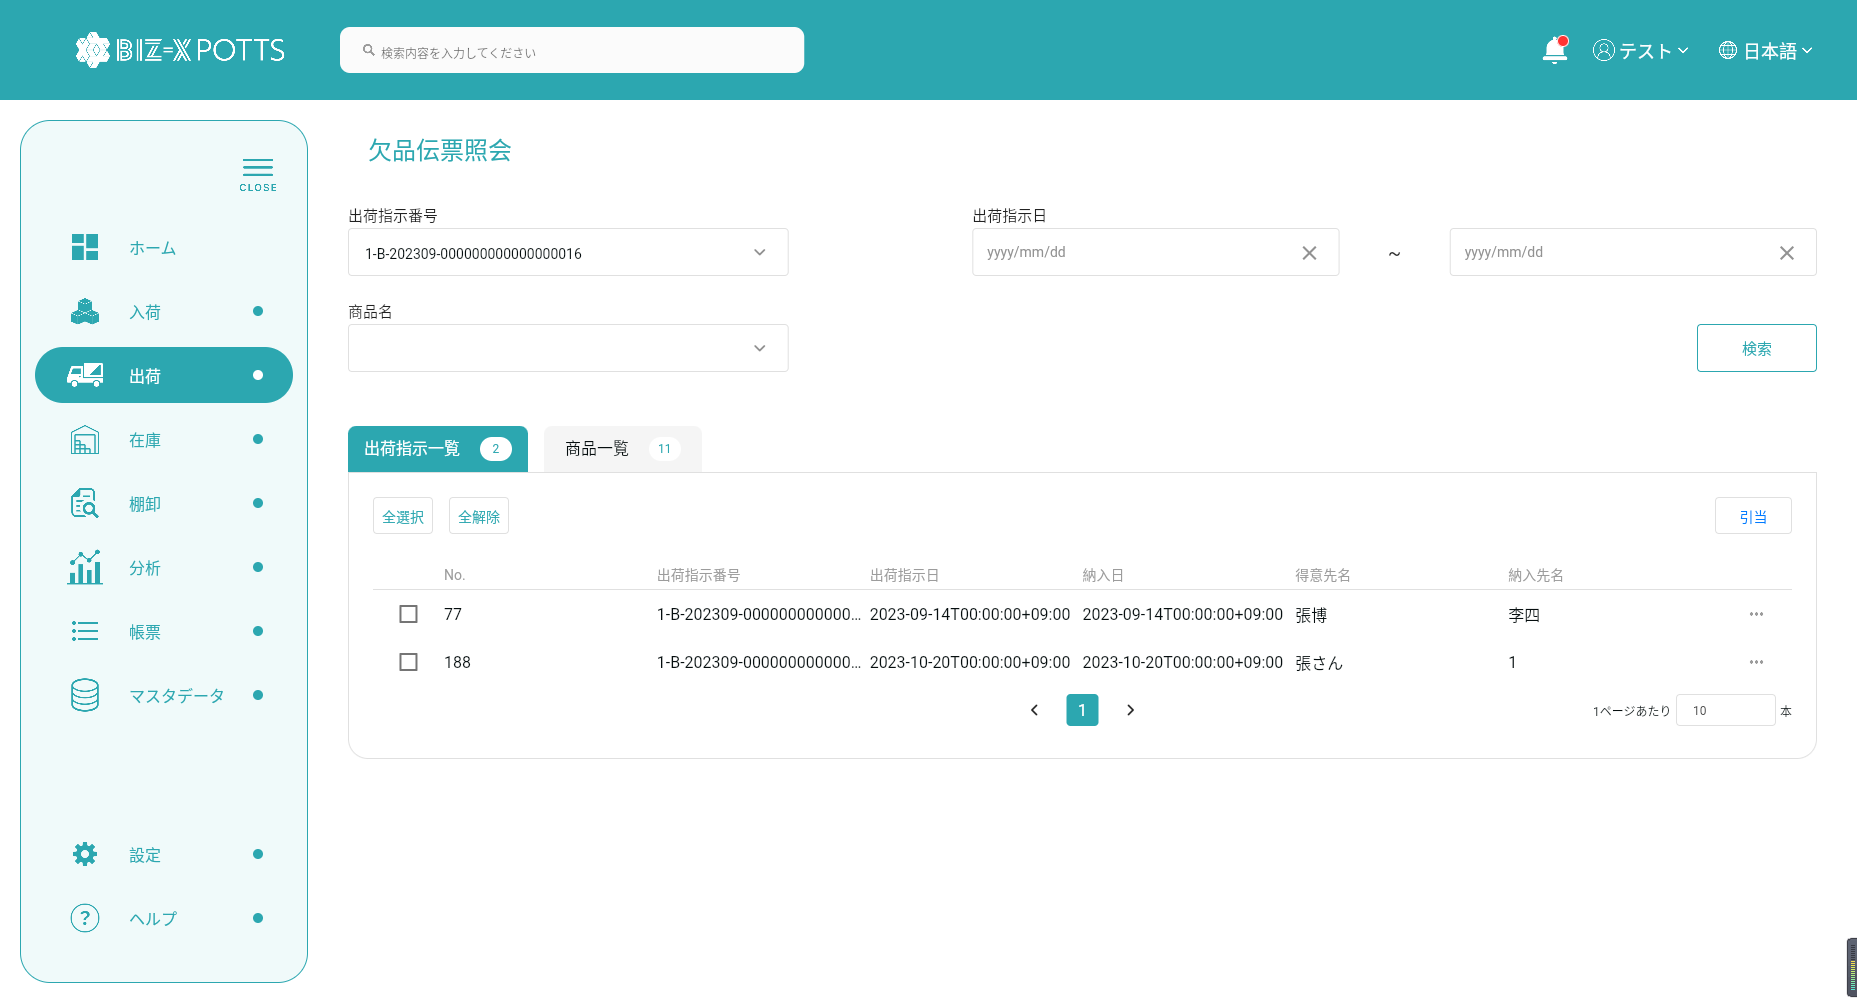 BIZ=X POTTS
検索内容を入力してください
テスト
日本語
CLOSE
ホーム
入荷
出荷
在庫
棚卸
分析
帳票
マスタデータ
設定
?
ヘルプ
欠品伝票照会
出荷指示番号
1-B-202309-000000000000000016
出荷指示日
yyyy/mm/dd
~
yyyy/mm/dd
商品名
検索
出荷指示一覧 2
商品一覧 11
全選択
全解除
引当
No. 出荷指示番号 出荷指示日 納入日 得意先名 納入先名
77 1-B-202309-000000000000... 2023-09-14T00:00:00+09:00 2023-09-14T00:00:00+09:00 張博 李四 ...
188 1-B-202309-000000000000... 2023-10-20T00:00:00+09:00 2023-10-20T00:00:00+09:00 張さん 1 ...
< 1 >
1ページあたり 10 本